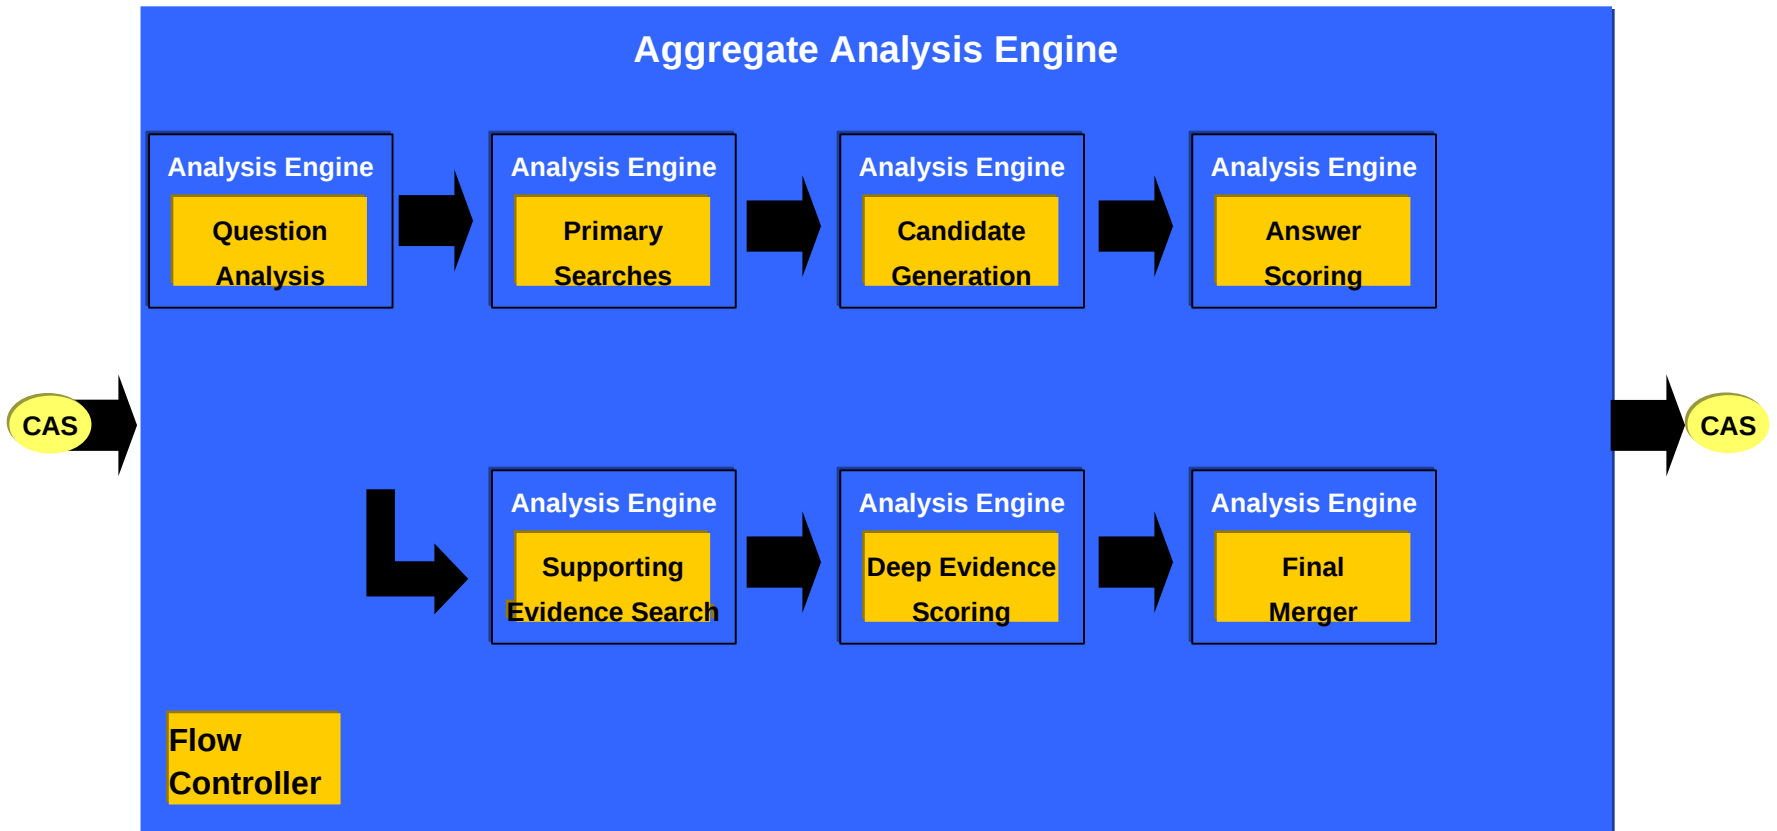 Aggregate Analysis Engine
Analysis Engine
Question
Analysis
Analysis Engine
Primary
Searches
Analysis Engine
Candidate
Generation
Analysis Engine
Answer
Scoring
CAS
CAS
Analysis Engine
Supporting
Evidence Search
Analysis Engine
Deep Evidence
Scoring
Analysis Engine
Final
Merger
Flow
Controller